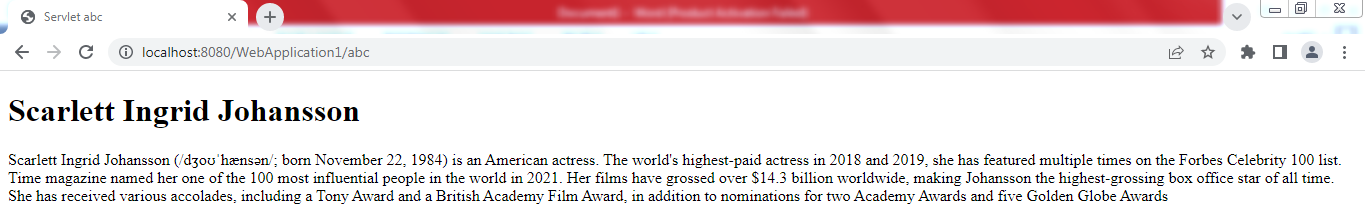 Servlet abc
Document1 - Word (Product Activation Failed)
localhost:8080/WebApplication1/abc
Scarlett Ingrid Johansson
Scarlett Ingrid Johansson (/dʒoʊˈhænsən/; born November 22, 1984) is an American actress. The world's highest-paid actress in 2018 and 2019, she has featured multiple times on the Forbes Celebrity 100 list.
Time magazine named her one of the 100 most influential people in the world in 2021. Her films have grossed over $14.3 billion worldwide, making Johansson the highest-grossing box office star of all time.
She has received various accolades, including a Tony Award and a British Academy Film Award, in addition to nominations for two Academy Awards and five Golden Globe Awards